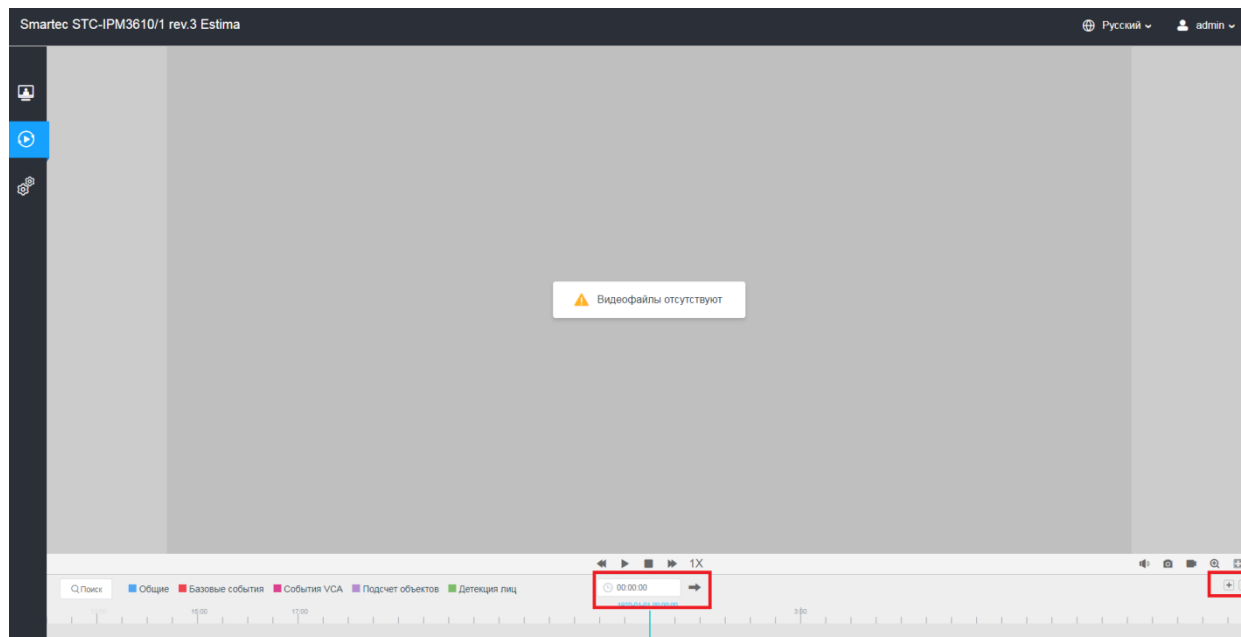 Smartec STC-IPM3610/1 rev.3 Estima Русский admin
Видеофайлы отсутствуют
1X
Поиск Общие Базовые события События VCA Подсчет объектов Детекция лиц 00:00:00
15:00 17:00 3:00